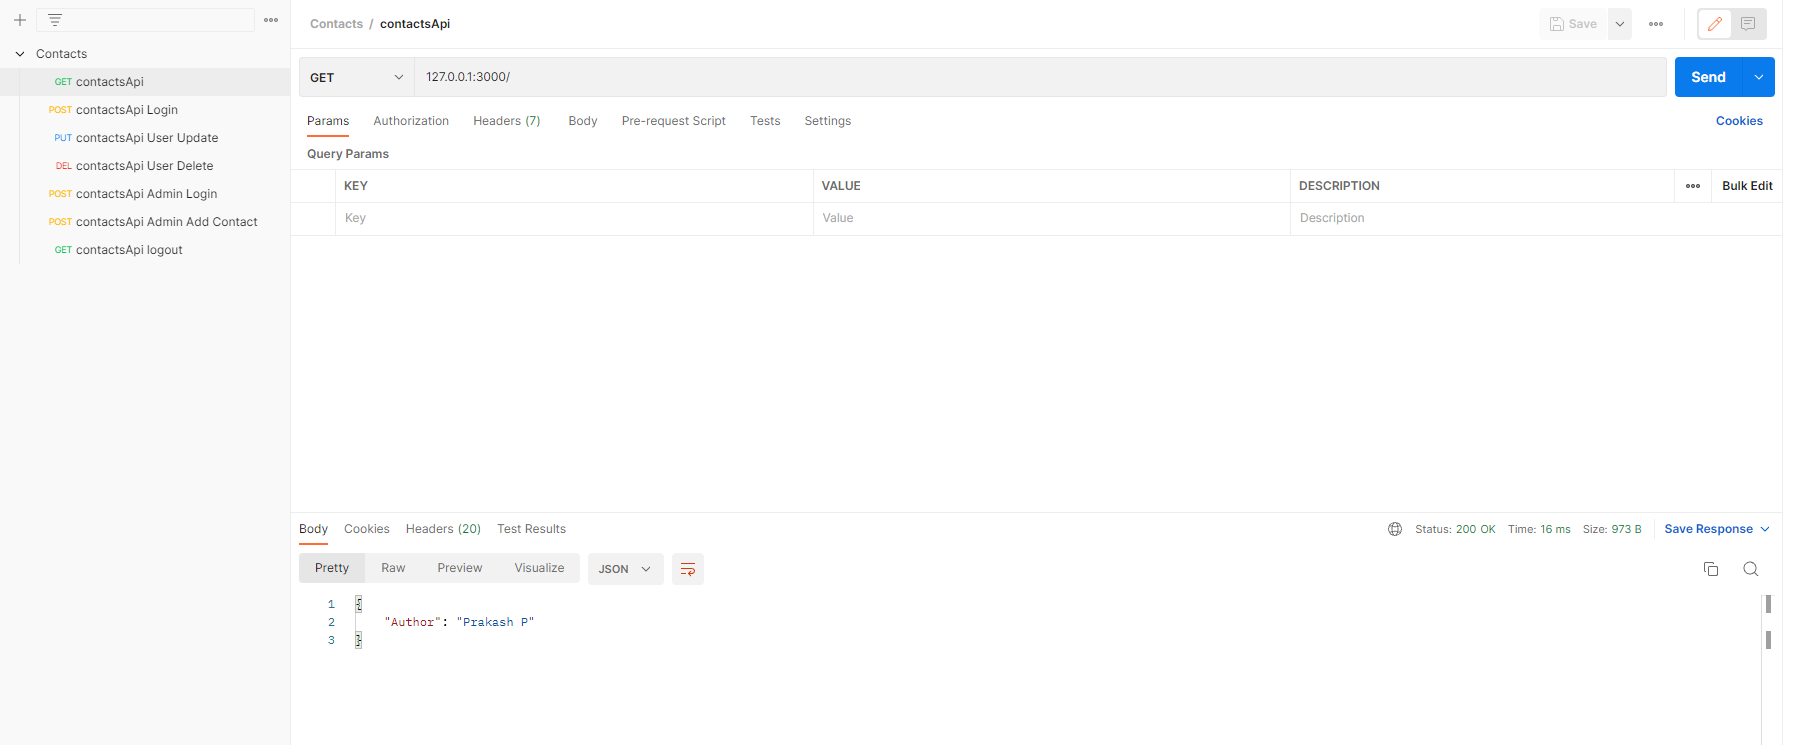 Contacts
GET contactsApi
POST contactsApi Login
PUT contactsApi User Update
DEL contactsApi User Delete
POST contactsApi Admin Login
POST contactsApi Admin Add Contact
GET contactsApi logout
Contacts / contactsApi
Save
GET 127.0.0.1:3000/
Send
Params Authorization Headers (7) Body Pre-request Script Tests Settings Cookies
Query Params
KEY VALUE DESCRIPTION Bulk Edit
Key Value Description
Body Cookies Headers (20) Test Results Status: 200 OK Time: 16 ms Size: 973 B Save Response
Pretty Raw Preview Visualize JSON
1 {
2 "Author": "Prakash P"
3 }